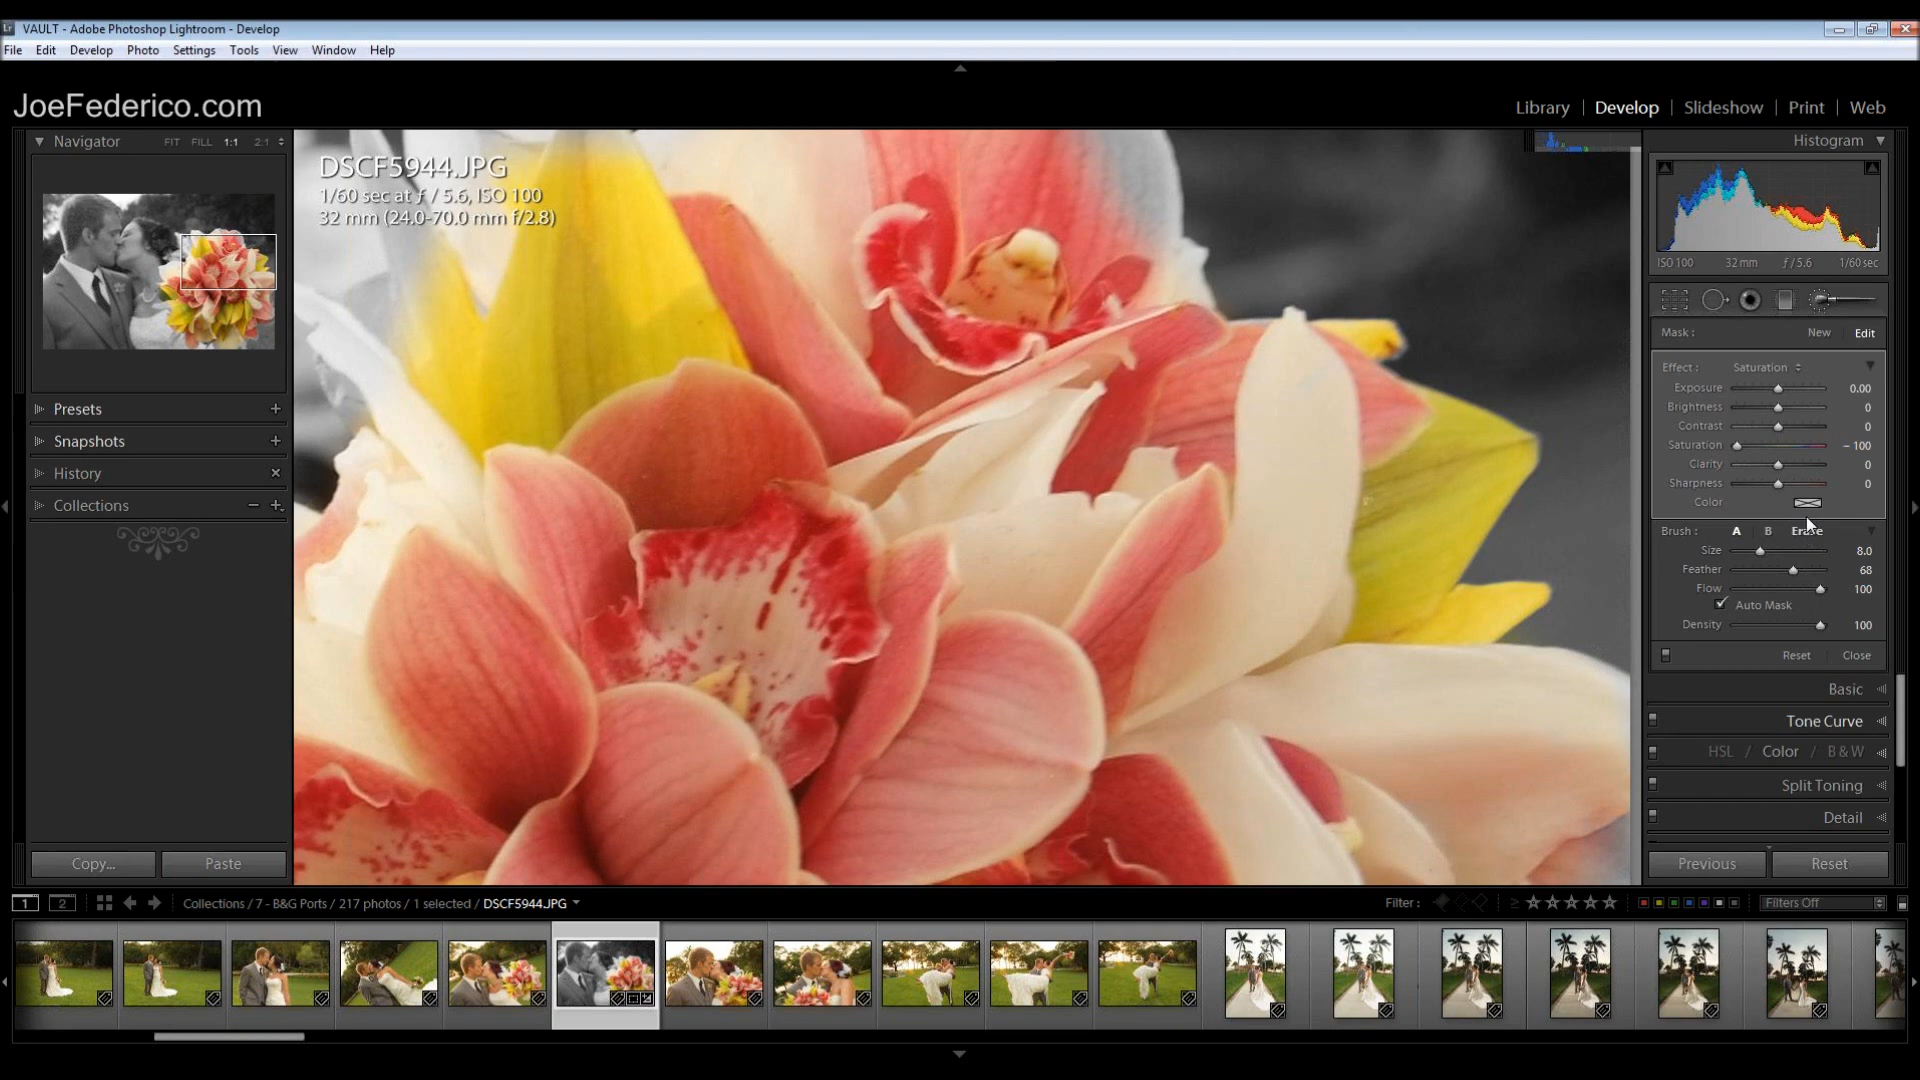 VAULT - Adobe Photoshop Lightroom - Develop
File Edit Develop Photo Settings Tools View Window Help
JoeFederico.com
Library | Develop | Slideshow | Print | Web
Navigator FIT FILL 1:1 2:1
DSCF5944.JPG
1/60 sec at ƒ / 5.6, ISO 100
32 mm (24.0-70.0 mm f/2.8)
Presets +
Snapshots +
History ×
Collections − +
Copy...
Paste
Histogram
ISO 100 32 mm ƒ / 5.6 1/60 sec
Mask : New Edit
Effect : Saturation
Exposure 0.00
Brightness 0
Contrast 0
Saturation − 100
Clarity 0
Sharpness 0
Color
Brush : A B Erase
Size 8.0
Feather 68
Flow 100
Auto Mask
Density 100
Reset Close
Basic
Tone Curve
HSL / Color / B & W
Split Toning
Detail
Previous
Reset
1 2 Collections / 7 - B&G Ports / 217 photos / 1 selected / DSCF5944.JPG
Filter : ≥ Filters Off